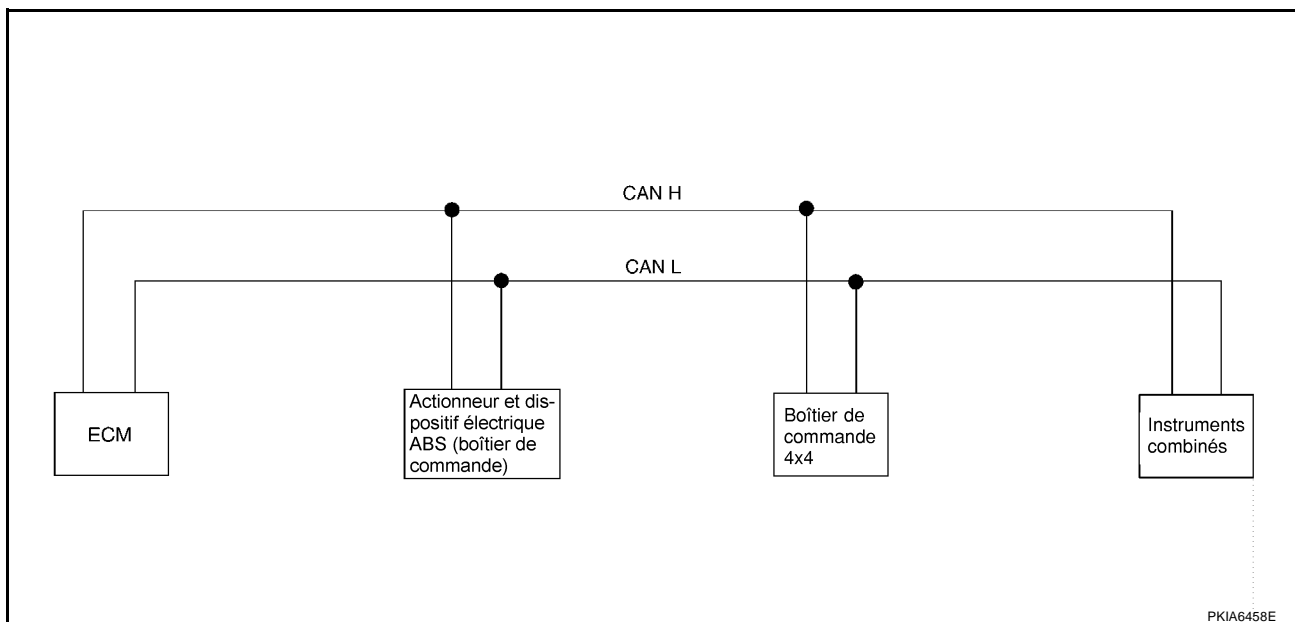 CAN H
CAN L
ECM
Actionneur et dis-
positif électrique
ABS (boîtier de
commande)
Boîtier de
commande
4x4
Instruments
combinés
PKIA6458E